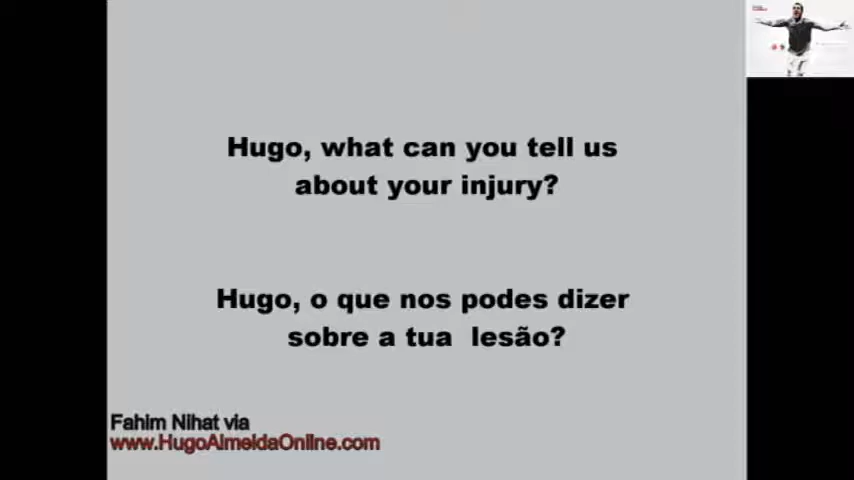 Hugo, what can you tell us
about your injury?
Hugo, o que nos podes dizer
sobre a tua lesão?
Fahim Nihat via
www.HugoAlmeidaOnline.com